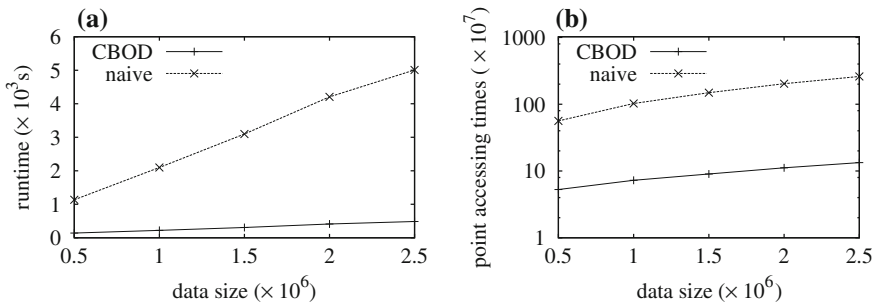 (a)
CBOD
naive
6
5
4
3
2
1
0
0.5 1 1.5 2 2.5
runtime (× 10³s)
data size (× 10⁶)
(b)
CBOD
naive
1000
100
10
1
0.5 1 1.5 2 2.5
point accessing times (× 10⁷)
data size (× 10⁶)